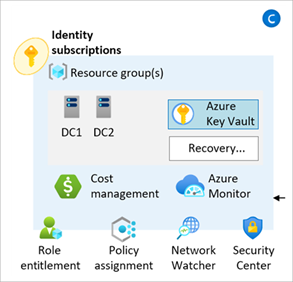 C
Identity
subscriptions
Resource group(s)
DC1 DC2
Azure
Key Vault
Recovery...
Cost
management
Azure
Monitor
Role
entitlement
Policy
assignment
Network
Watcher
Security
Center